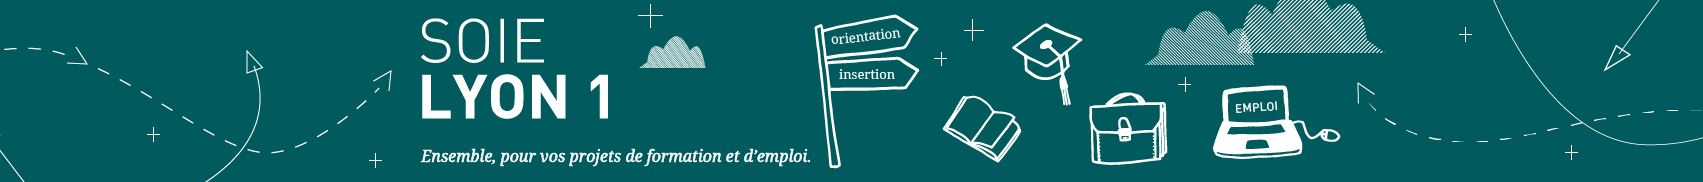 SOIE
LYON 1
Ensemble, pour vos projets de formation et d'emploi.
orientation
insertion
EMPLOI